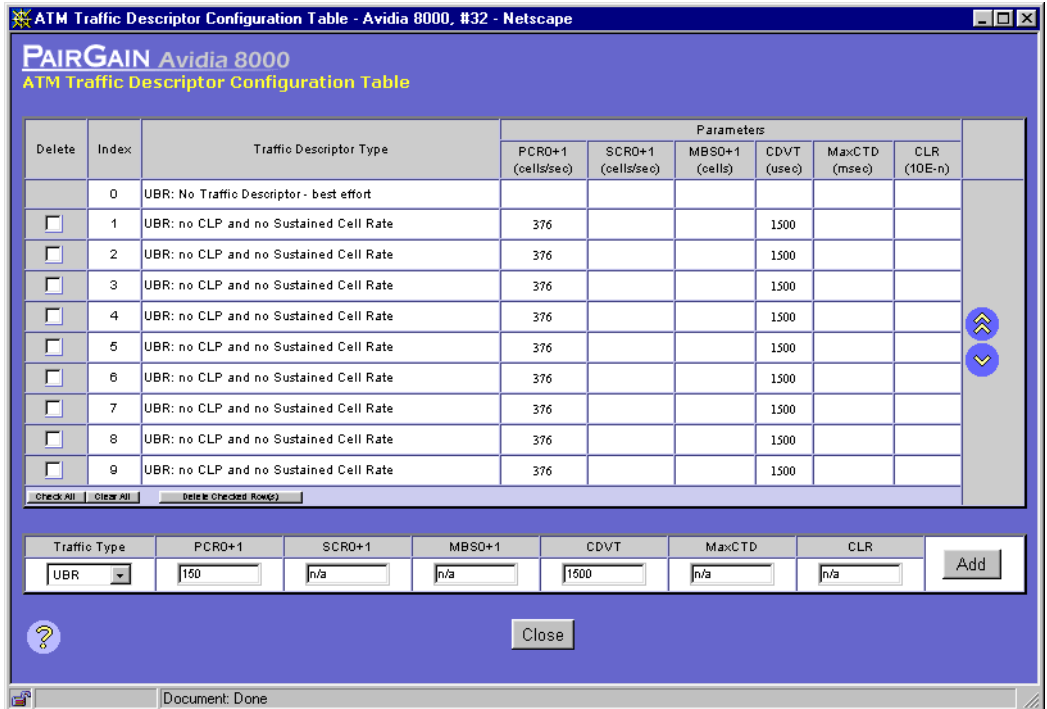 ATM Traffic Descriptor Configuration Table - Avidia 8000, #32 - Netscape
PAIRGAIN Avidia 8000
ATM Traffic Descriptor Configuration Table
Delete Index Traffic Descriptor Type Parameters
PCR0+1 (cells/sec) SCR0+1 (cells/sec) MBS0+1 (cells) CDVT (usec) MaxCTD (msec) CLR (10E-n)
0 UBR: No Traffic Descriptor - best effort
1 UBR: no CLP and no Sustained Cell Rate 376 1500
2 UBR: no CLP and no Sustained Cell Rate 376 1500
3 UBR: no CLP and no Sustained Cell Rate 376 1500
4 UBR: no CLP and no Sustained Cell Rate 376 1500
5 UBR: no CLP and no Sustained Cell Rate 376 1500
6 UBR: no CLP and no Sustained Cell Rate 376 1500
7 UBR: no CLP and no Sustained Cell Rate 376 1500
8 UBR: no CLP and no Sustained Cell Rate 376 1500
9 UBR: no CLP and no Sustained Cell Rate 376 1500
Check All Clear All Delete Checked Row(s)
Traffic Type PCR0+1 SCR0+1 MBS0+1 CDVT MaxCTD CLR
UBR 150 n/a n/a 1500 n/a n/a Add
? Close
Document: Done